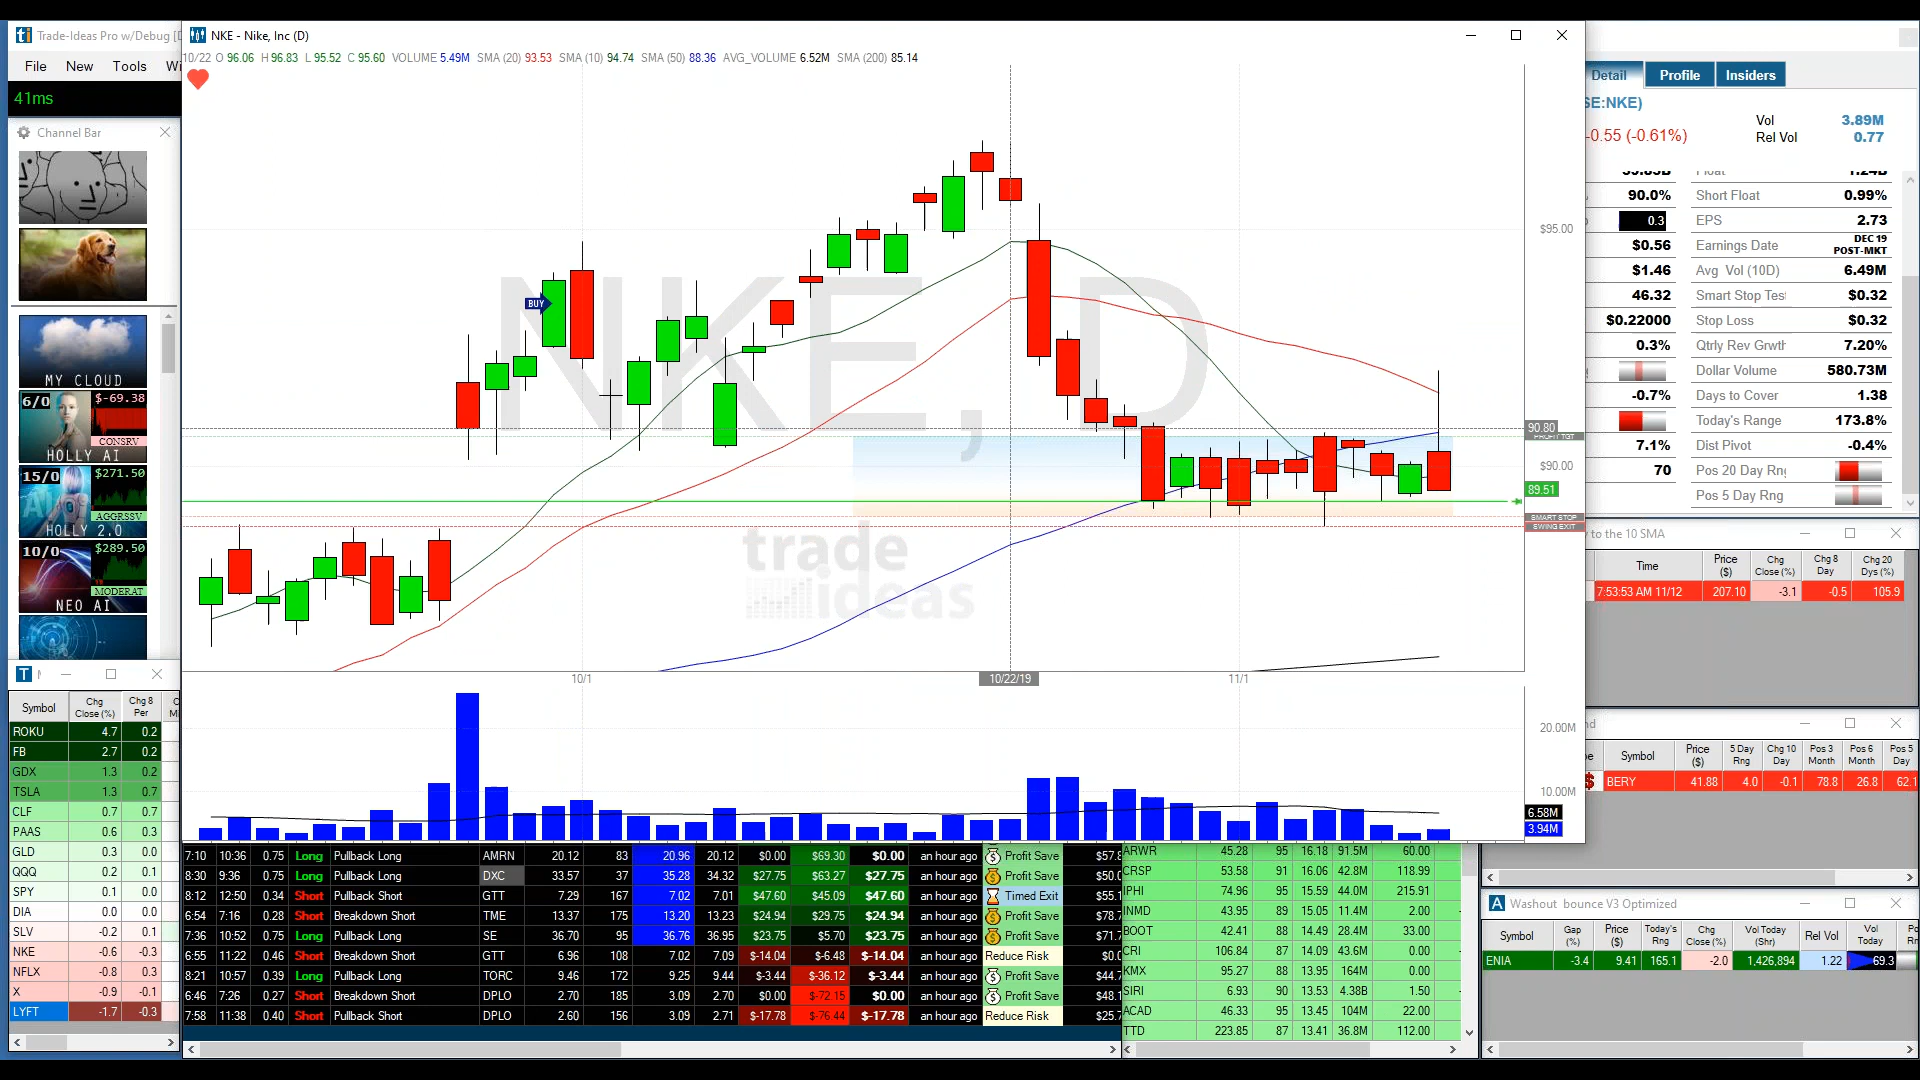 Trade-Ideas Pro w/Debug [D
NKE - Nike, Inc (D)
File New Tools Wi
41ms
10/22 O 96.06 H 96.83 L 95.52 C 95.60 VOLUME 5.49M SMA (20) 93.53 SMA (10) 94.74 SMA (50) 88.36 AVG_VOLUME 6.52M SMA (200) 85.14
Channel Bar
MY CLOUD
6/0 $-69.38
CONSRV
HOLLY AI
15/0 $271.50
AGGRSSV
HOLLY 2.0
10/0 $289.50
MODERAT
NEO AI
NKE, D
BUY
trade
ideas
$95.00
90.80
PROFIT TGT
$90.00
89.51
SMART STOP
SWING EXIT
10/1 10/22/19 11/1
20.00M
10.00M
6.58M
3.94M
Detail Profile Insiders
SE:NKE)
-0.55 (-0.61%)
Vol 3.89M
Rel Vol 0.77
90.0% Short Float 0.99%
0.3 EPS 2.73
$0.56 Earnings Date DEC 19 POST-MKT
$1.46 Avg Vol (10D) 6.49M
46.32 Smart Stop Test $0.32
$0.22000 Stop Loss $0.32
0.3% Qtrly Rev Grwth 7.20%
Dollar Volume 580.73M
-0.7% Days to Cover 1.38
Today's Range 173.8%
7.1% Dist Pivot -0.4%
70 Pos 20 Day Rng
Pos 5 Day Rng
y to the 10 SMA
Time Price ($) Chg Close (%) Chg 8 Day Chg 20 Dys (%)
7:53:53 AM 11/12 207.10 -3.1 -0.5 105.9
nd
Symbol Price ($) 5 Day Rng Chg 10 Day Pos 3 Month Pos 6 Month Pos 5 Day
BERY 41.88 4.0 -0.1 78.8 26.8 62.1
Washout bounce V3 Optimized
Symbol Gap (%) Price ($) Today's Rng Chg Close (%) Vol Today (Shr) Rel Vol Vol Today
ENIA -3.4 9.41 165.1 -2.0 1,426,894 1.22 69.3
Symbol Chg Close (%) Chg 8 Per
ROKU 4.7 0.2
FB 2.7 0.2
GDX 1.3 0.2
TSLA 1.3 0.7
CLF 0.7 0.7
PAAS 0.6 0.3
GLD 0.3 0.0
QQQ 0.2 0.1
SPY 0.1 0.0
DIA 0.0 0.0
SLV -0.2 0.1
NKE -0.6 -0.3
NFLX -0.8 0.3
X -0.9 -0.1
LYFT -1.7 -0.3
7:10 10:36 0.75 Long Pullback Long AMRN 20.12 83 20.96 20.12 $0.00 $69.30 $0.00 an hour ago Profit Save $57.8
8:30 9:36 0.75 Long Pullback Long DXC 33.57 37 35.28 34.32 $27.75 $63.27 $27.75 an hour ago Profit Save $50.0
8:12 12:50 0.34 Short Pullback Short GTT 7.29 167 7.02 7.01 $47.60 $45.09 $47.60 an hour ago Timed Exit $55.1
6:54 7:16 0.28 Short Breakdown Short TME 13.37 175 13.20 13.23 $24.94 $29.75 $24.94 an hour ago Profit Save $78.7
7:36 10:52 0.75 Long Pullback Long SE 36.70 95 36.76 36.95 $23.75 $5.70 $23.75 an hour ago Profit Save $71.7
6:55 11:22 0.46 Short Breakdown Short GTT 6.96 108 7.02 7.09 $-14.04 $-6.48 $-14.04 an hour ago Reduce Risk $0.0
8:21 10:57 0.39 Long Pullback Long TORC 9.46 172 9.25 9.44 $-3.44 $-36.12 $-3.44 an hour ago Profit Save $44.7
6:46 7:26 0.27 Short Breakdown Short DPLO 2.70 185 3.09 2.70 $0.00 $-72.15 $0.00 an hour ago Profit Save $48.1
7:58 11:38 0.40 Short Pullback Short DPLO 2.60 156 3.09 2.71 $-17.78 $-76.44 $-17.78 an hour ago Reduce Risk $25.7
ARWR 45.28 95 16.18 91.5M 60.00
CRSP 53.58 91 16.06 42.8M 118.99
IPHI 74.96 95 15.59 44.0M 215.91
INMD 43.95 89 15.05 11.4M 2.00
BOOT 42.41 88 14.49 28.4M 33.00
CRI 106.84 87 14.09 43.6M 0.00
KMX 95.27 88 13.95 164M 0.00
SIRI 6.93 90 13.53 4.38B 1.50
ACAD 46.33 95 13.45 104M 22.00
TTD 223.85 87 13.41 36.8M 112.00